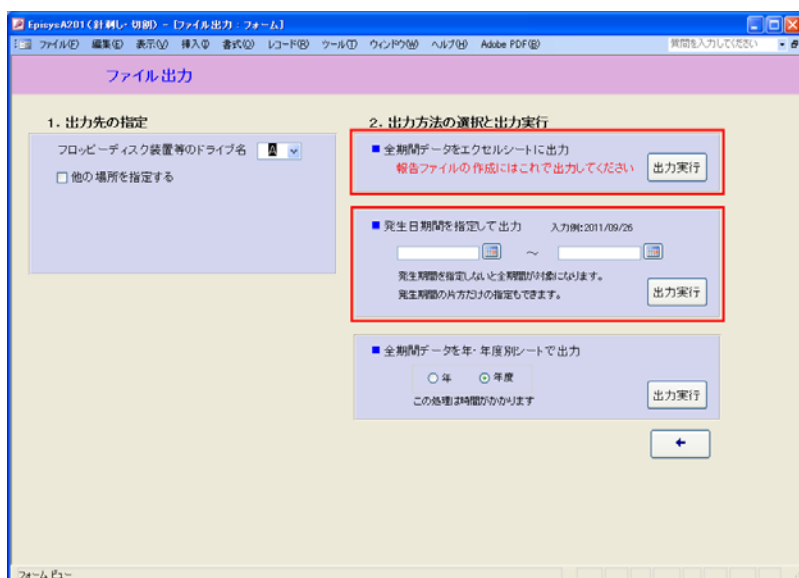 EpisysA201(針刺し・切創) - [ファイル出力 : フォーム]
ファイル(F) 編集(E) 表示(V) 挿入(I) 書式(O) レコード(R) ツール(T) ウィンドウ(W) ヘルプ(H) Adobe PDF(B) 質問を入力してください
ファイル出力
1. 出力先の指定
フロッピーディスク装置等のドライブ名 A
他の場所を指定する
2. 出力方法の選択と出力実行
■ 全期間データをエクセルシートに出力
報告ファイルの作成にはこれで出力してください
出力実行
■ 発生日期間を指定して出力 入力例:2011/09/26
～
発生期間を指定しないと全期間が対象になります。
発生期間の片方だけの指定もできます。
出力実行
■ 全期間データを年・年度別シートで出力
年 年度
この処理は時間がかかります
出力実行
←
フォーム ビュー